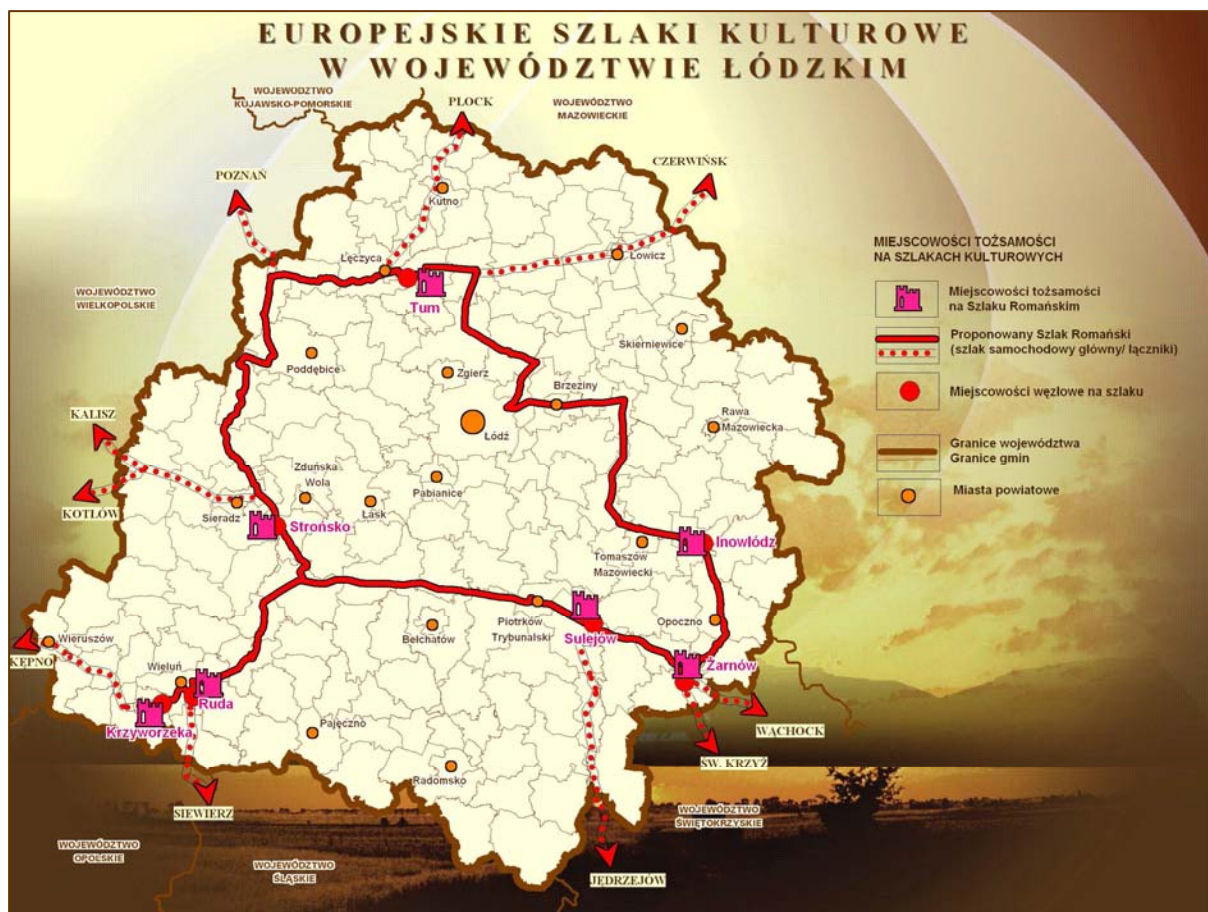 EUROPEJSKIE SZLAKI KULTUROWE
W WOJEWÓDZTWIE ŁÓDZKIM
WOJEWÓDZTWO
KUJAWSKO-POMORSKIE
PŁOCK
WOJEWÓDZTWO
MAZOWIECKIE
CZERWIŃSK
POZNAŃ
Kutno
Łęczyca
Łowicz
WOJEWÓDZTWO
WIELKOPOLSKIE
Tum
Skierniewice
Poddębice
Zgierz
Brzeziny
KALISZ
Łódź
Rawa
Mazowiecka
Zduńska
Wola
Pabianice
Łask
KOTŁÓW
Sieradz
Strońsko
Inowłódz
Tomaszów
Mazowiecki
Wieruszów
Bełchatów
Piotrków
Trybunalski
Sulejów
Opoczno
KĘPNO
Wieluń
Żarnów
Ruda
Krzyworzeka
Pajęczno
WĄCHOCK
ŚW. KRZYŻ
Radomsko
SIEWIERZ
WOJEWÓDZTWO
ŚWIĘTOKRZYSKIE
WOJEWÓDZTWO
OPOLSKIE
WOJEWÓDZTWO
ŚLĄSKIE
JĘDRZEJÓW
MIEJSCOWOŚCI TOŻSAMOŚCI
NA SZLAKACH KULTUROWYCH
Miejscowości tożsamości
na Szlaku Romańskim
Proponowany Szlak Romański
(szlak samochodowy główny/ łączniki)
Miejscowości węzłowe na szlaku
Granice województwa
Granice gmin
Miasta powiatowe